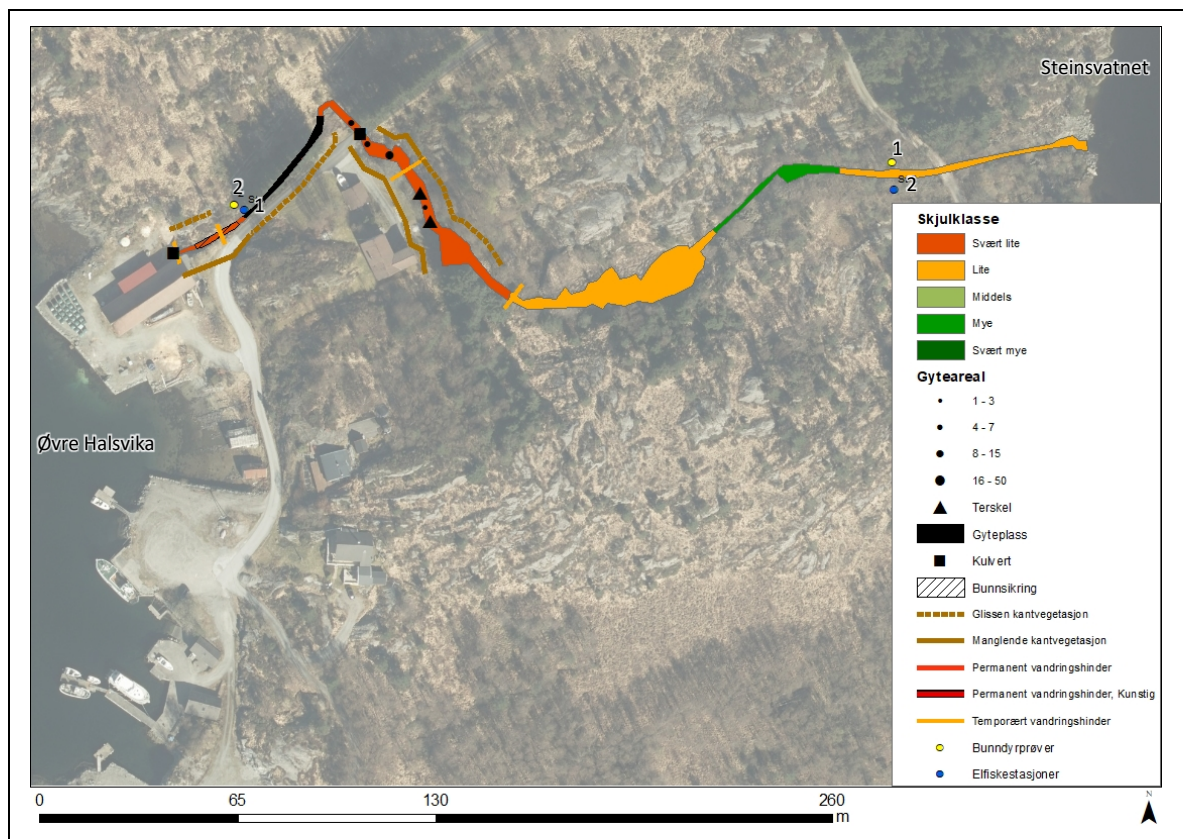 Steinsvatnet
1
s
2
2
s
1
Øvre Halsvika
Skjulklasse
Svært lite
Lite
Middels
Mye
Svært mye
Gyteareal
1 - 3
4 - 7
8 - 15
16 - 50
Terskel
Gyteplass
Kulvert
Bunnsikring
Glissen kantvegetasjon
Manglende kantvegetasjon
Permanent vandringshinder
Permanent vandringshinder, Kunstig
Temporært vandringshinder
Bunndyrprøver
Elfiskestasjoner
0 65 130 260
m
N